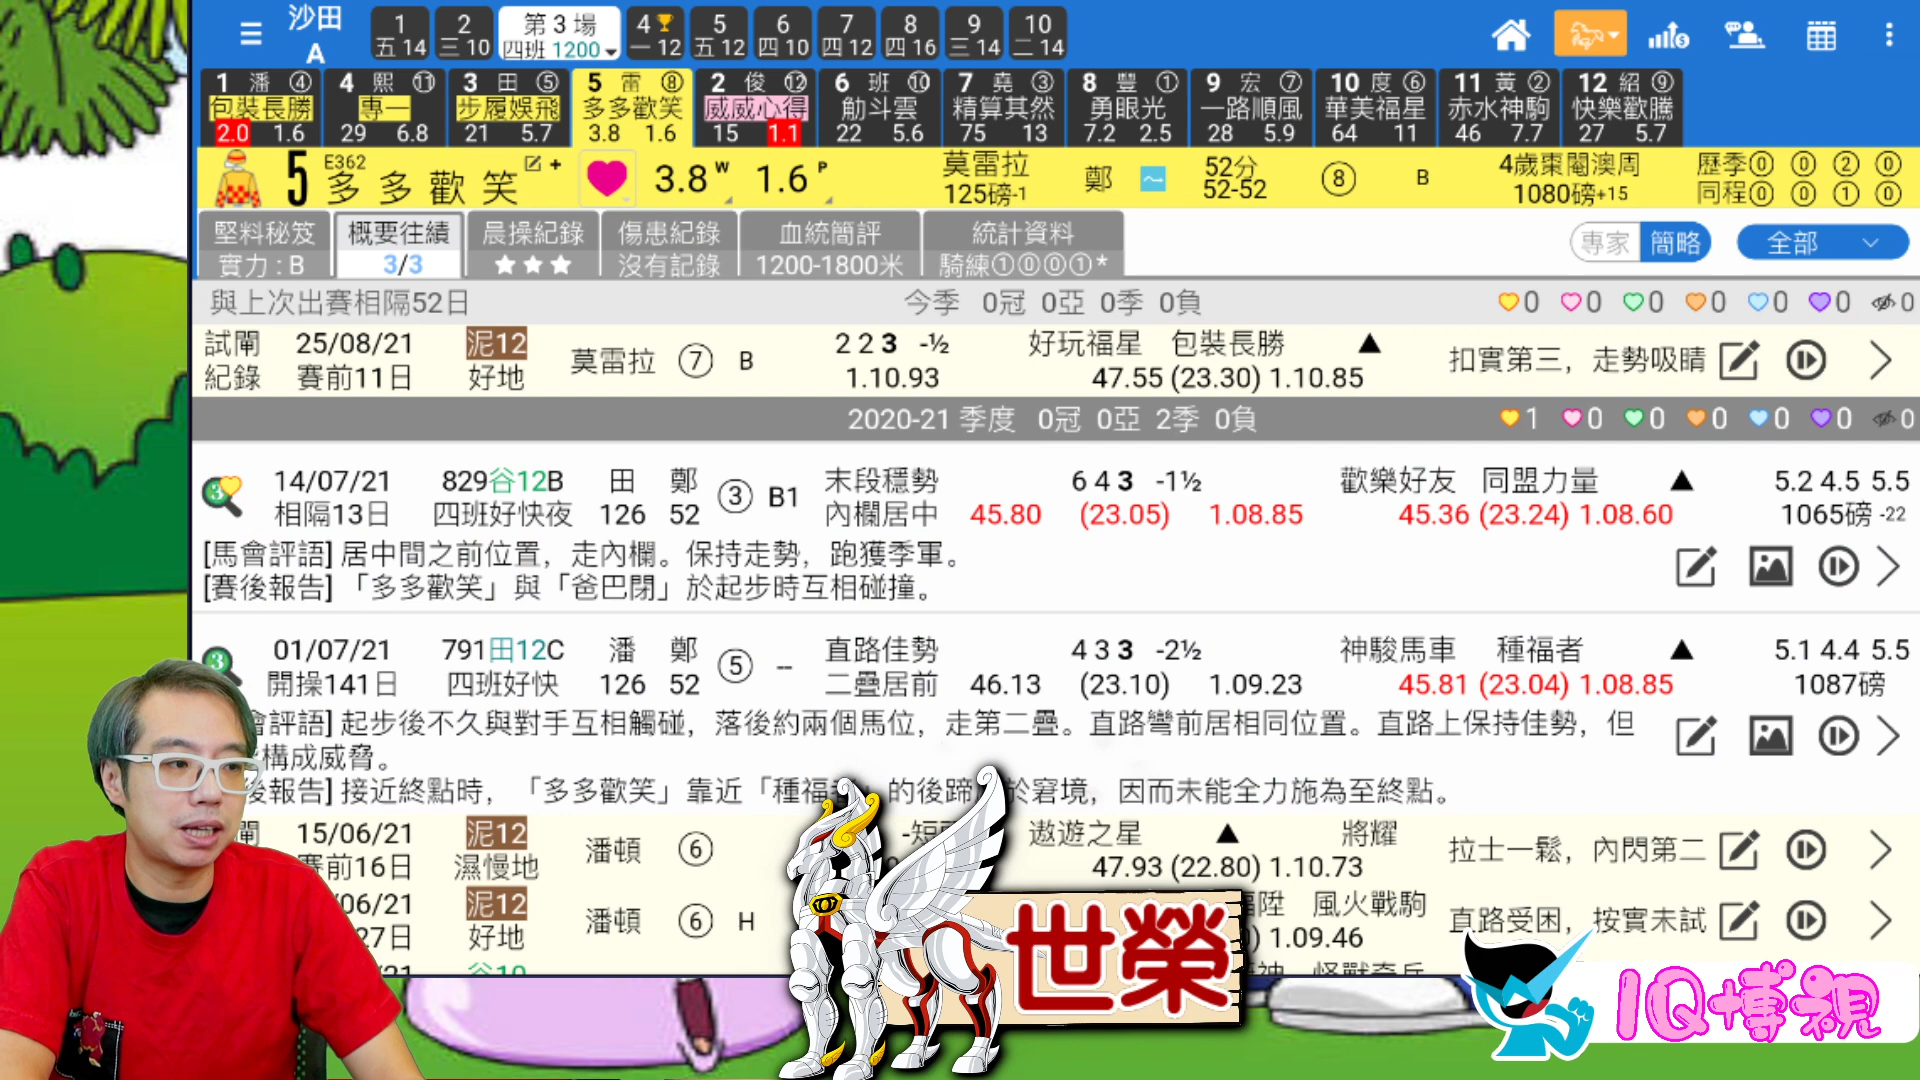 沙田 A
1 五 14
2 三 10
第 3 場 四班 1200
4 一 12
5 五 12
6 四 10
7 四 12
8 四 16
9 三 14
10 二 14
1 潘 ④ 包裝長勝 2.0 1.6
4 熙 ⑪ 專一 29 6.8
3 田 ⑤ 步履娛飛 21 5.7
5 雷 ⑧ 多多歡笑 3.8 1.6
2 俊 ⑫ 威威心得 15 1.1
6 班 ⑩ 勈斗雲 22 5.6
7 堯 ③ 精算其然 75 13
8 豐 ① 勇眼光 7.2 2.5
9 宏 ⑦ 一路順風 28 5.9
10 度 ⑥ 華美福星 64 11
11 黃 ② 赤水神駒 46 7.7
12 紹 ⑨ 快樂歡騰 27 5.7
5 E362 多多歡笑 3.8 W 1.6 P 莫雷拉 125磅-1 鄭 52分 52-52 ⑧ B 4歲棗閹澳周 1080磅+15 歷季⓪ ⓪ ② ⓪
同程⓪ ⓪ ① ⓪
堅料秘笈 實力 : B
概要往績 3/3
晨操紀錄 ★★★
傷患紀錄 沒有記錄
血統簡評 1200-1800米
統計資料 騎練①⓪⓪①*
專家 簡略 全部
與上次出賽相隔52日 今季 0冠 0亞 0季 0負 0 0 0 0 0 0 0
試閘 25/08/21 泥12 莫雷拉 ⑦ B 2 2 3 -½ 好玩福星 包裝長勝 ▲ 扣實第三，走勢吸睛
紀錄 賽前11日 好地 1.10.93 47.55 (23.30) 1.10.85
2020-21 季度 0冠 0亞 2季 0負 1 0 0 0 0 0 0
3 14/07/21 829谷12B 田 鄭 ③ B1 末段穩勢 6 4 3 -1½ 歡樂好友 同盟力量 ▲ 5.2 4.5 5.5
相隔13日 四班好快夜 126 52 內欄居中 45.80 (23.05) 1.08.85 45.36 (23.24) 1.08.60 1065磅 -22
[馬會評語] 居中間之前位置，走內欄。保持走勢，跑獲季軍。
[賽後報告]「多多歡笑」與「爸巴閉」於起步時互相碰撞。
3 01/07/21 791田12C 潘 鄭 ⑤ -- 直路佳勢 4 3 3 -2½ 神駿馬車 種福者 ▲ 5.1 4.4 5.5
開操141日 四班好快 126 52 二疊居前 46.13 (23.10) 1.09.23 45.81 (23.04) 1.08.85 1087磅
會評語] 起步後不久與對手互相觸碰，落後約兩個馬位，走第二疊。直路彎前居相同位置。直路上保持佳勢，但
構成威脅。
後報告] 接近終點時，「多多歡笑」靠近「種福者 的後蹄 於窘境，因而未能全力施為至終點。
閘 15/06/21 泥12 潘頓 ⑥ 遨遊之星 ▲ 將耀 拉士一鬆，內閃第二
賽前16日 濕慢地 47.93 (22.80) 1.10.73
06/21 泥12 潘頓 ⑥ H 風火戰駒 直路受困，按實未試
27日 好地 1.09.46
世榮
IQ博視